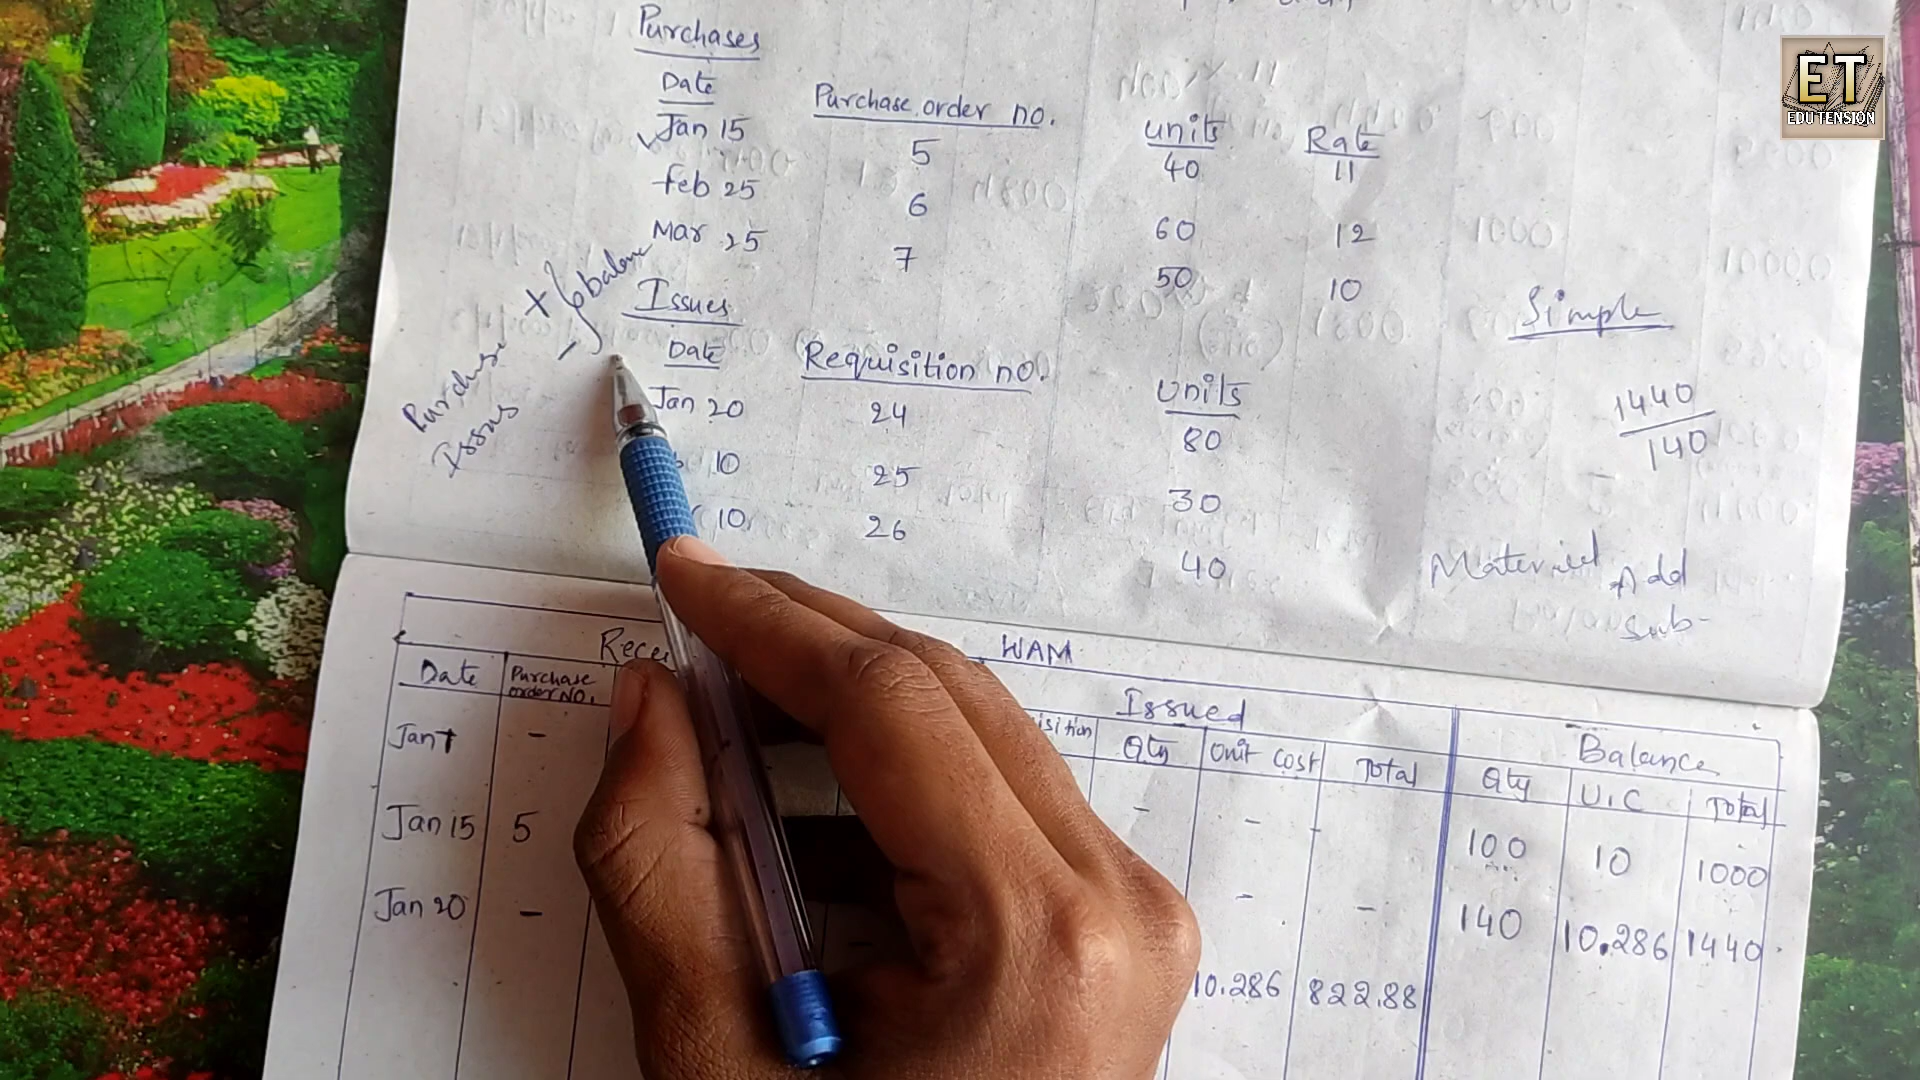 ET
EDUTENSION
Purchases
Date Purchase order no. units Rate
Jan 15 5 40 11
Feb 25 6 60 12
Mar 25 7 50 10
Purchase +
Issus -
Issues
Simple
Date Requisition no. Units
Jan 20 24 80
10 25 30
10 26 40
1440
140
Material Add
Sub-
WAM
Issued Balance
Date Purchase order NO. Qty Unit cost Total Qty U.C Total
Jan 1 - - - - 100 10 1000
Jan 15 5 - - 140 10.286 1440
Jan 20 - 10.286 822.88